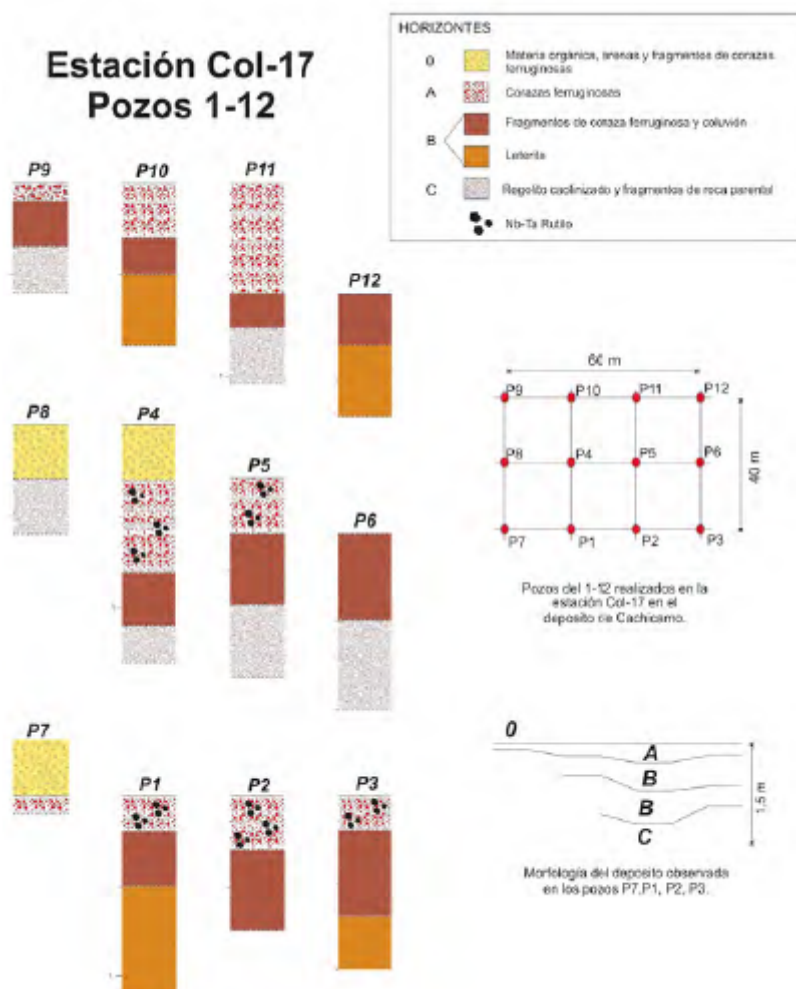 Estación Col-17
Pozos 1-12
HORIZONTES
0 Materia orgánica, arenas y fragmentos de corazas
ferruginosas
A Corazas ferruginosas
B Fragmentos de coraza ferruginosa y coluvión
Laterita
C Regolito caolinizado y fragmentos de roca parental
Nb-Ta Rutilo
P9 P10 P11
P12
P8 P4
P5
P6
P7
P1 P2 P3
60 m
P9 P10 P11 P12
P8 P4 P5 P6
40 m
P7 P1 P2 P3
Pozos del 1-12 realizados en la
estación Col-17 en el
deposito de Cachicamo.
0
A
B
B
C
1,5 m
Morfología del deposito observada
en los pozos P7,P1, P2, P3.